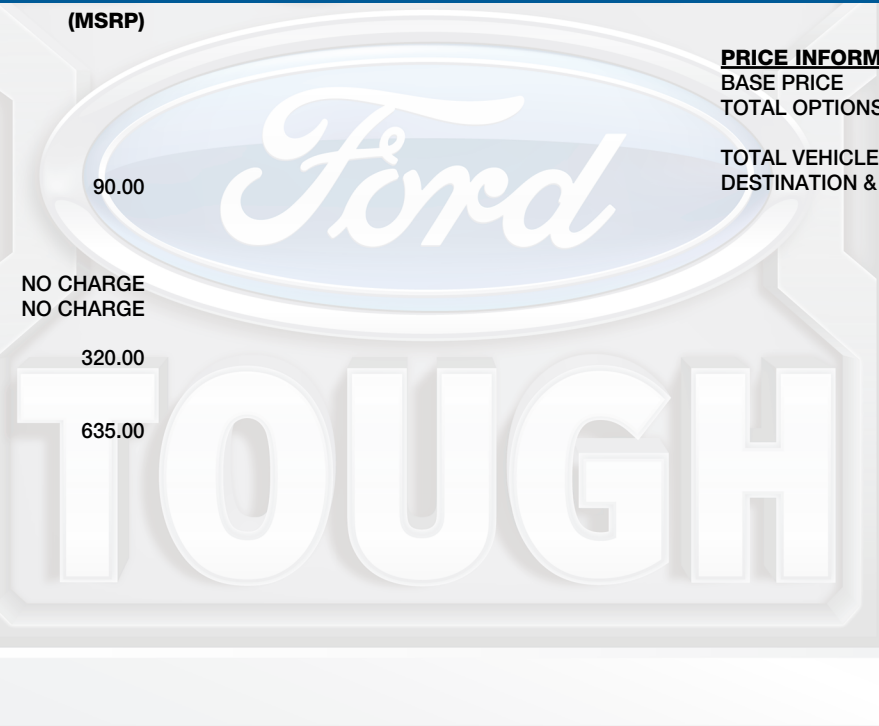 (MSRP)
90.00
NO CHARGE
NO CHARGE
320.00
635.00
PRICE INFORM
BASE PRICE
TOTAL OPTIONS
TOTAL VEHICLE
DESTINATION &
Ford
TOUGH